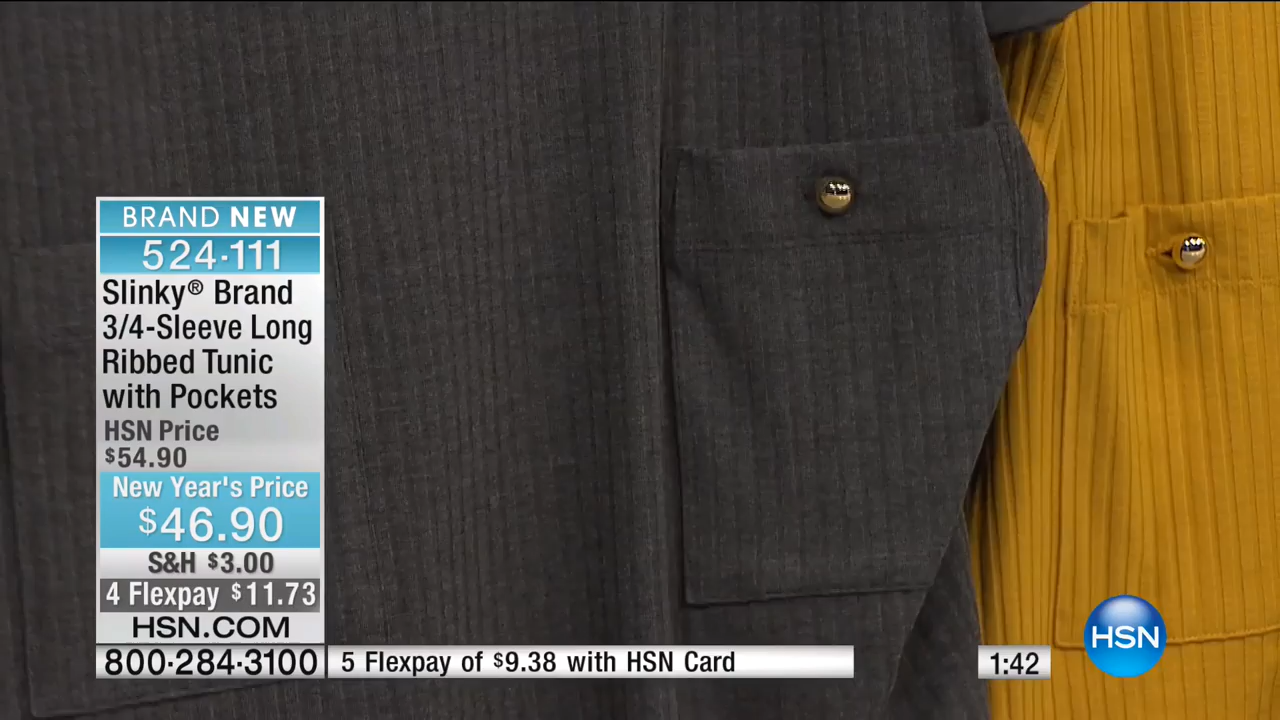 BRAND NEW
524·111
Slinky® Brand
3/4-Sleeve Long
Ribbed Tunic
with Pockets
HSN Price
$54.90
New Year's Price
$46.90
S&H $3.00
4 Flexpay $11.73
HSN.COM
800·284·3100
5 Flexpay of $9.38 with HSN Card
1:42
HSN